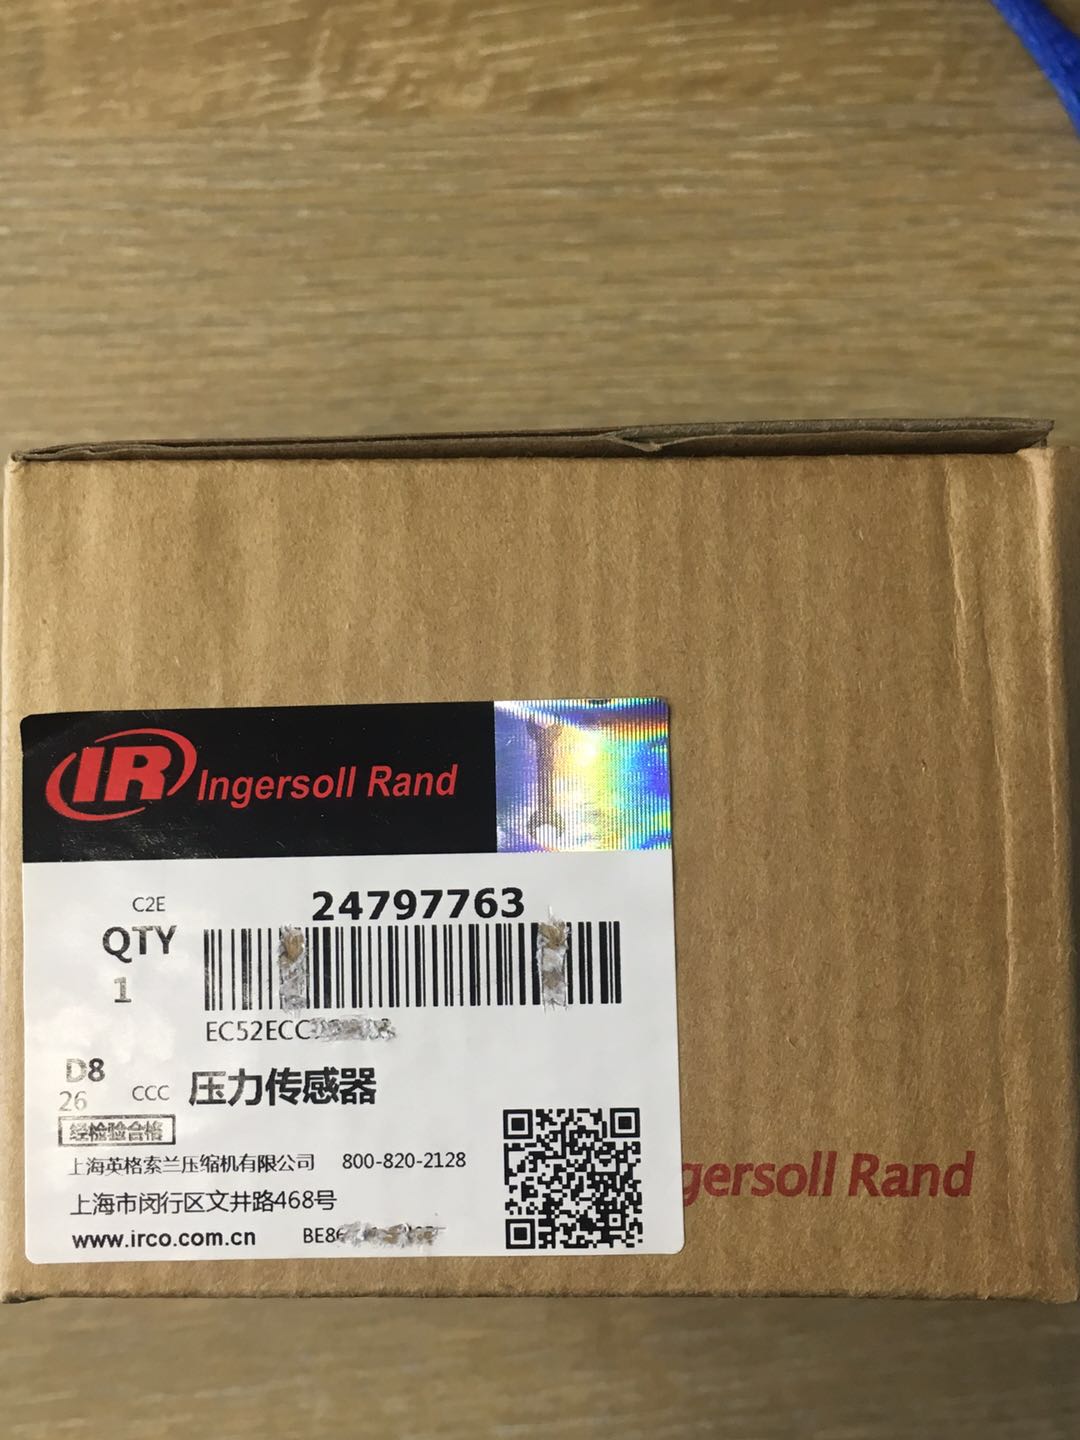 IR Ingersoll Rand
C2E
24797763
QTY
1
EC52ECC
D8
26
CCC
压力传感器
经检验合格
上海英格索兰压缩机有限公司 800-820-2128
上海市闵行区文井路468号
www.irco.com.cn
BE86
gersoll Rand